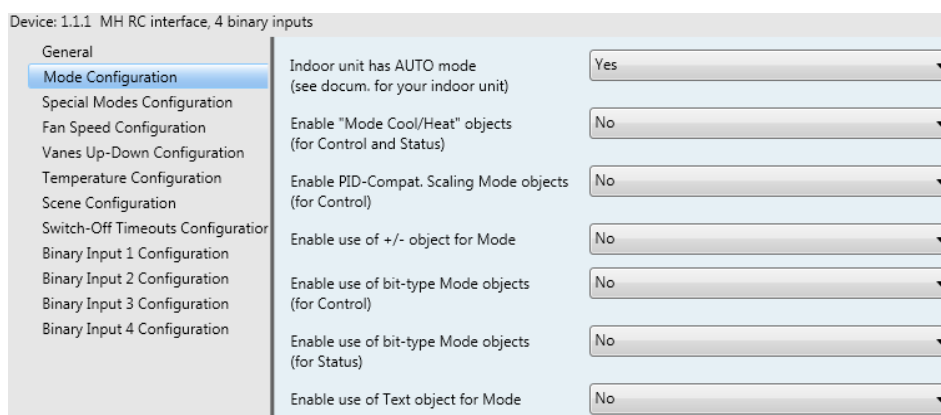 Device: 1.1.1 MH RC interface, 4 binary inputs
General
Mode Configuration
Special Modes Configuration
Fan Speed Configuration
Vanes Up-Down Configuration
Temperature Configuration
Scene Configuration
Switch-Off Timeouts Configuration
Binary Input 1 Configuration
Binary Input 2 Configuration
Binary Input 3 Configuration
Binary Input 4 Configuration
Indoor unit has AUTO mode
(see docum. for your indoor unit)
Yes
Enable "Mode Cool/Heat" objects
(for Control and Status)
No
Enable PID-Compat. Scaling Mode objects
(for Control)
No
Enable use of +/- object for Mode
No
Enable use of bit-type Mode objects
(for Control)
No
Enable use of bit-type Mode objects
(for Status)
No
Enable use of Text object for Mode
No